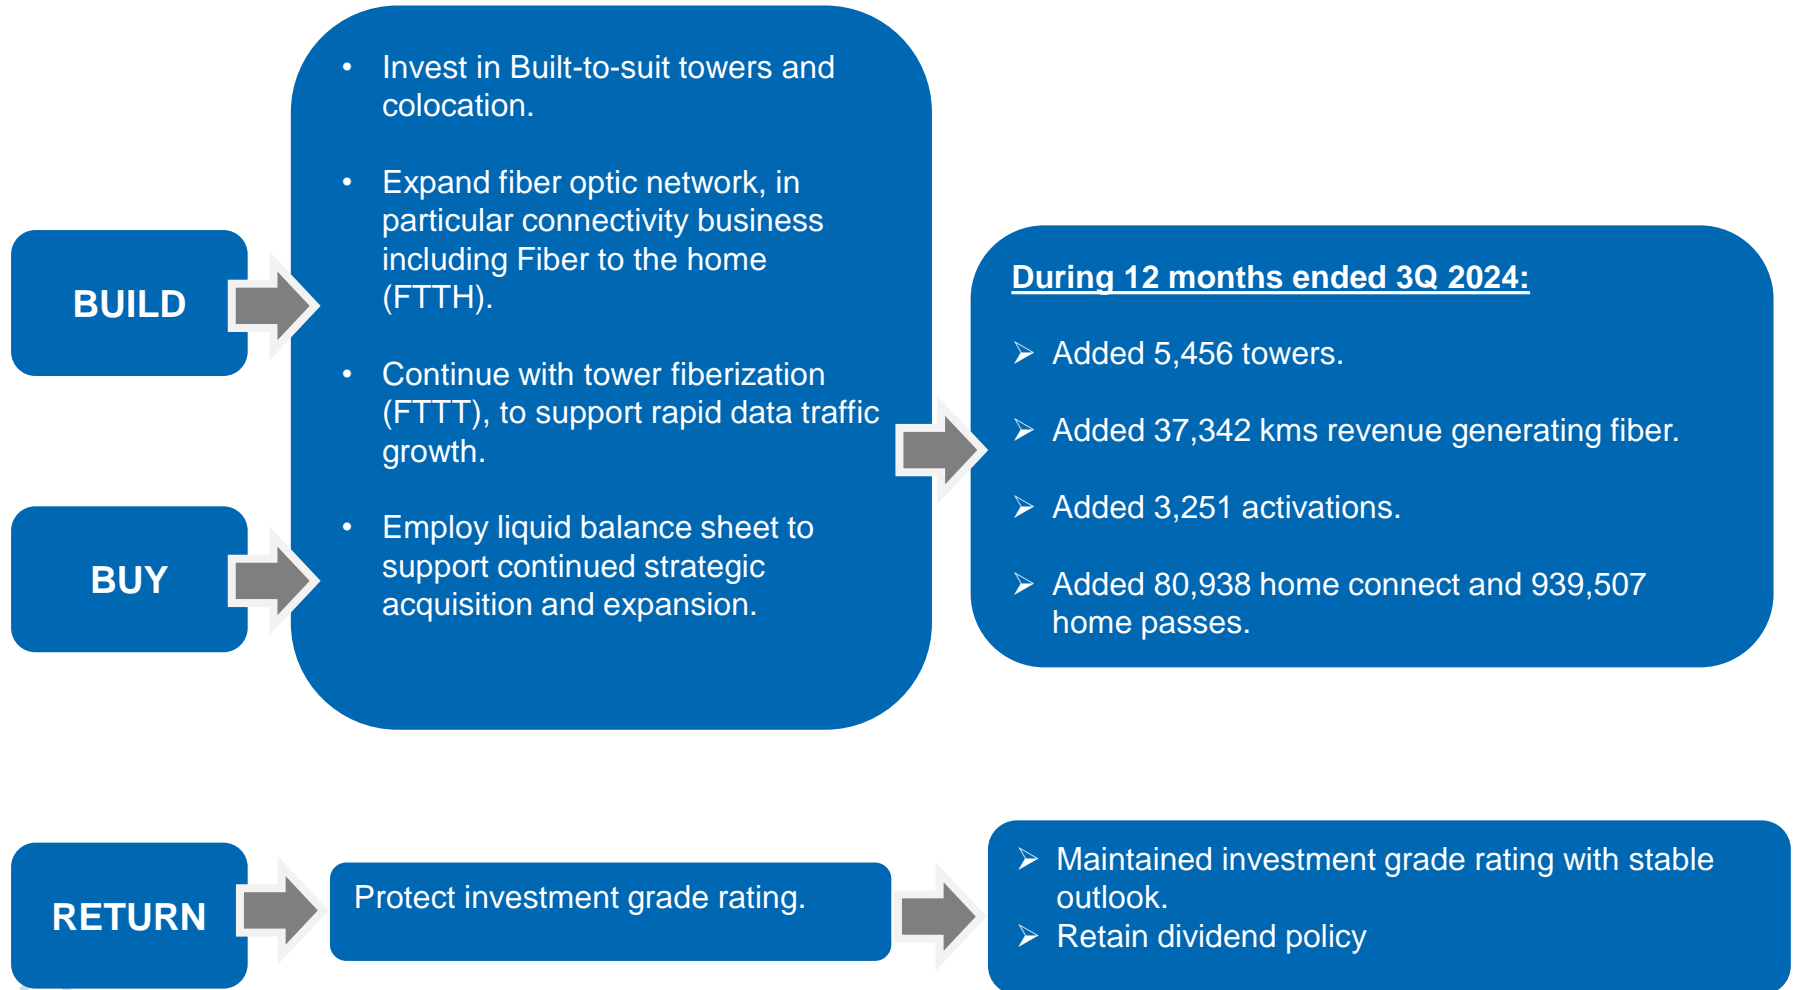 BUILD
BUY
• Invest in Built-to-suit towers and
colocation.
• Expand fiber optic network, in
particular connectivity business
including Fiber to the home
(FTTH).
• Continue with tower fiberization
(FTTT), to support rapid data traffic
growth.
• Employ liquid balance sheet to
support continued strategic
acquisition and expansion.
During 12 months ended 3Q 2024:
➢ Added 5,456 towers.
➢ Added 37,342 kms revenue generating fiber.
➢ Added 3,251 activations.
➢ Added 80,938 home connect and 939,507
home passes.
RETURN
Protect investment grade rating.
➢ Maintained investment grade rating with stable
outlook.
➢ Retain dividend policy